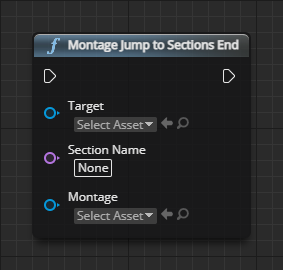 f Montage Jump to Sections End
Target
Select Asset
Section Name
None
Montage
Select Asset